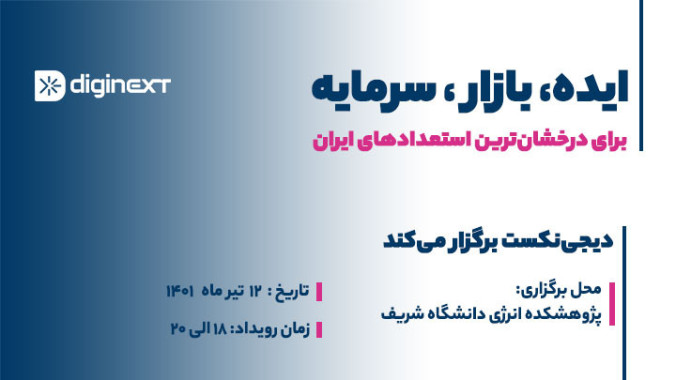 diginext
ایده، بازار، سرمایه
برای درخشان‌ترین استعدادهای ایران
دیجی‌نکست برگزار می‌کند
محل برگزاری:
پژوهشکده انرژی دانشگاه شریف
تاریخ : ۱۲ تیر ماه ۱۴۰۱
زمان رویداد: ۱۸ الی ۲۰